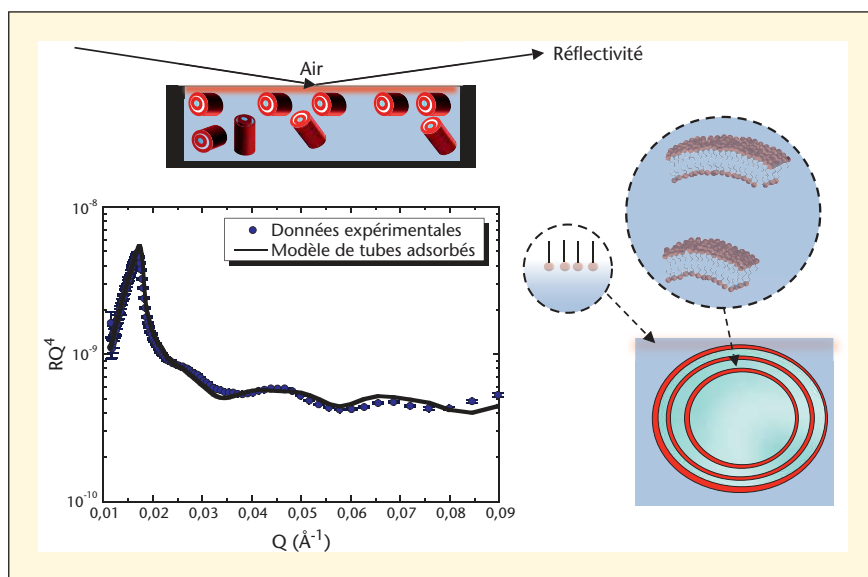 Air
Réflectivité
Données expérimentales
Modèle de tubes adsorbés
RQ⁴
10⁻⁸
10⁻⁹
10⁻¹⁰
0,01 0,02 0,03 0,04 0,05 0,06 0,07 0,08 0,09
Q (Å⁻¹)